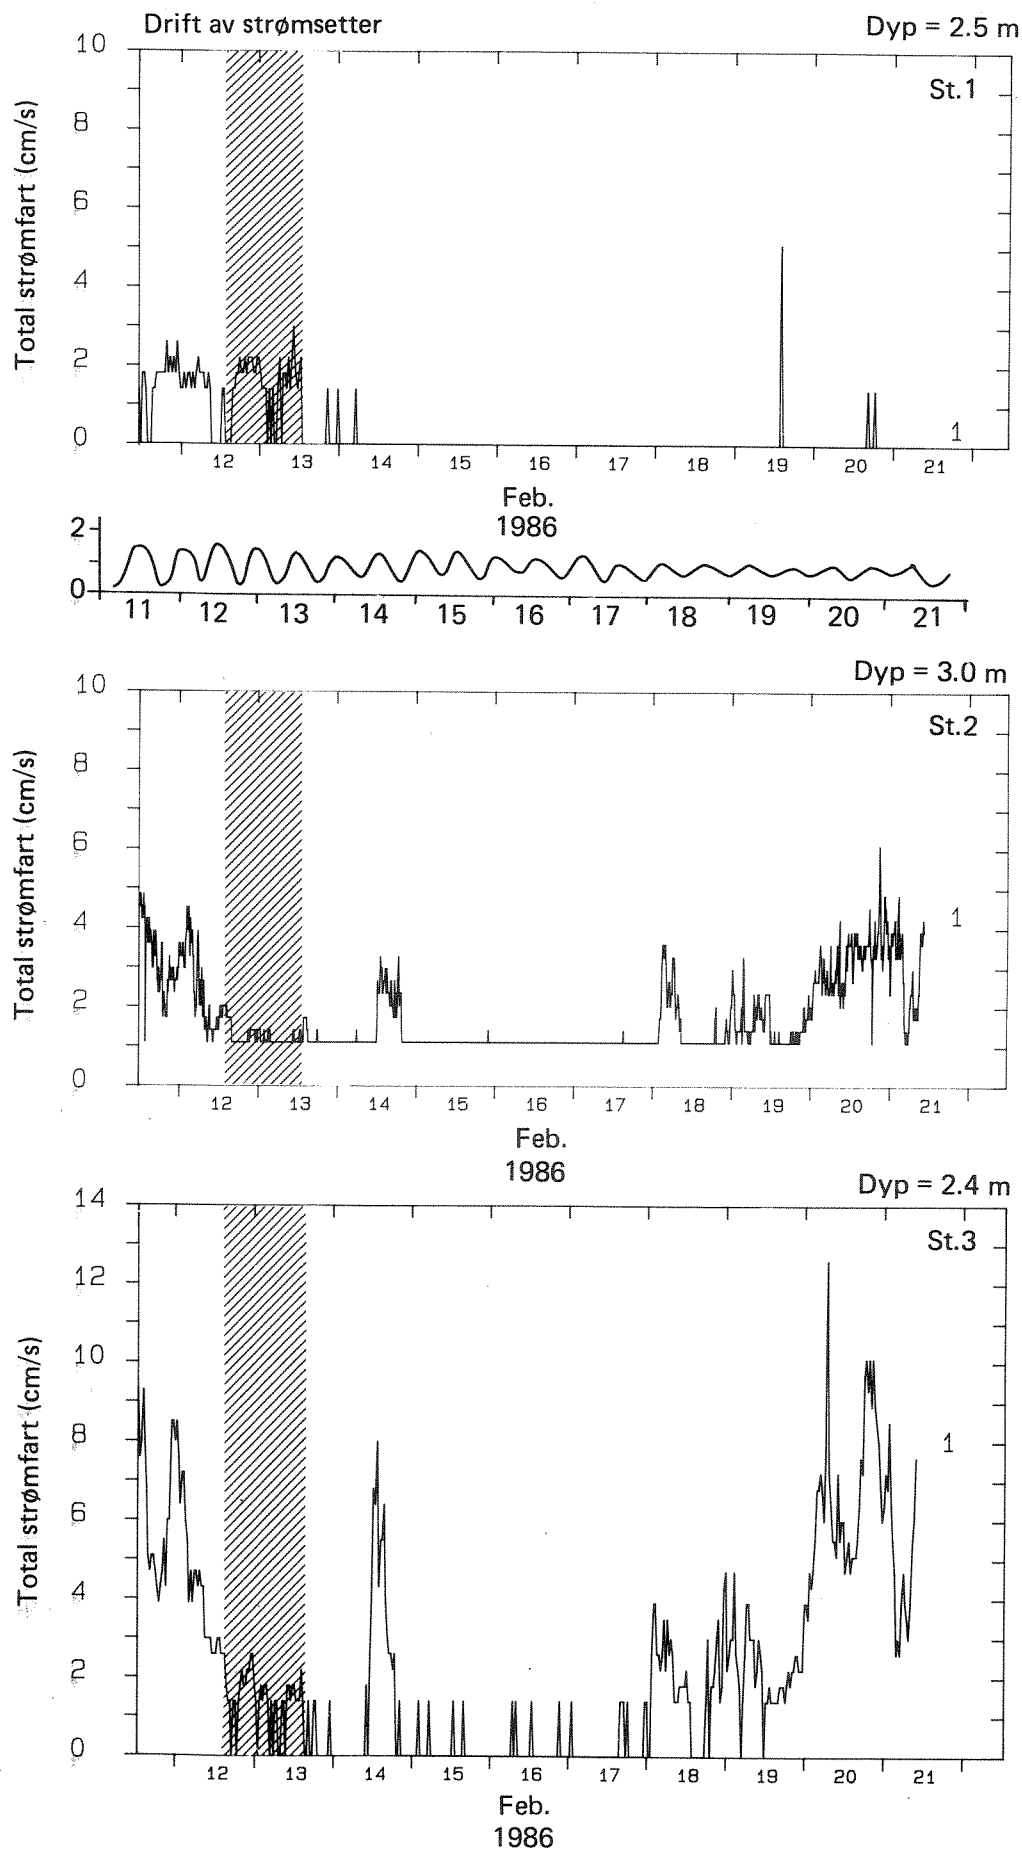 Drift av strømsetter
Dyp = 2.5 m
St.1
Total strømfart (cm/s)
10
8
6
4
2
0
1
12 13 14 15 16 17 18 19 20 21
Feb.
1986
2
0
11 12 13 14 15 16 17 18 19 20 21
Dyp = 3.0 m
St.2
Total strømfart (cm/s)
10
8
6
4
2
0
1
12 13 14 15 16 17 18 19 20 21
Feb.
1986
Dyp = 2.4 m
St.3
Total strømfart (cm/s)
14
12
10
8
6
4
2
0
1
12 13 14 15 16 17 18 19 20 21
Feb.
1986